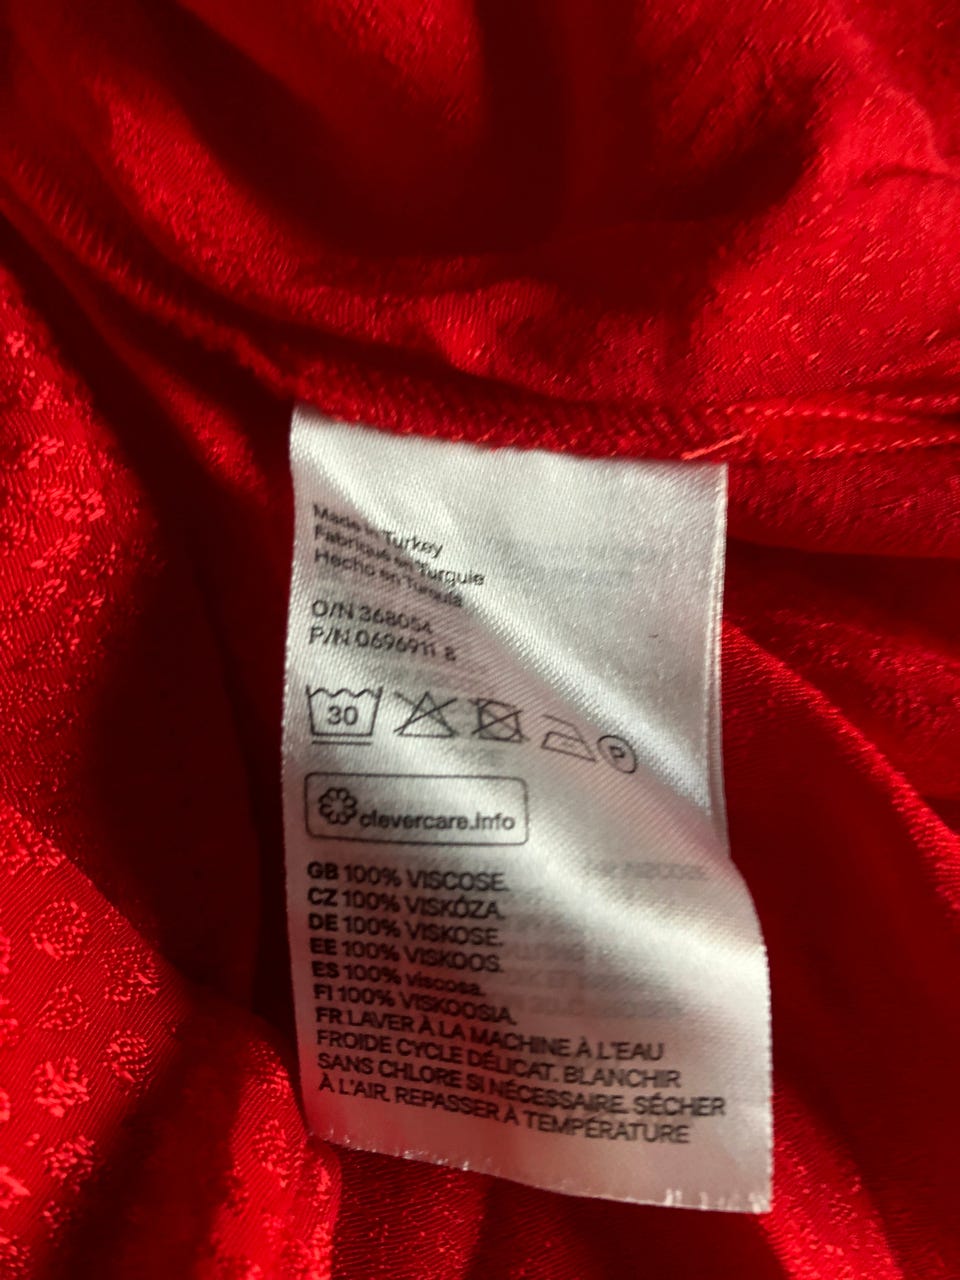 Made in Turkey
Fabriqué en Turquie
Hecho en Turquía
O/N 368054
P/N 0696911 8
30
P
clevercare.info
GB 100% VISCOSE.
CZ 100% VISKÓZA.
DE 100% VISKOSE.
EE 100% VISKOOS.
ES 100% viscosa.
FI 100% VISKOOSIA.
FR LAVER À LA MACHINE À L'EAU
FROIDE CYCLE DÉLICAT. BLANCHIR
SANS CHLORE SI NÉCESSAIRE. SÉCHER
À L'AIR. REPASSER À TEMPÉRATURE